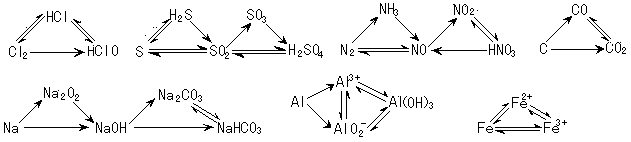 HCl
Cl₂ HClO
H₂S SO₃
S SO₂ H₂SO₄
NH₃ NO₂
N₂ NO HNO₃
CO
C CO₂
Na₂O₂ Na₂CO₃
Na NaOH NaHCO₃
Al³⁺
Al Al(OH)₃
AlO₂⁻
Fe²⁺
Fe Fe³⁺